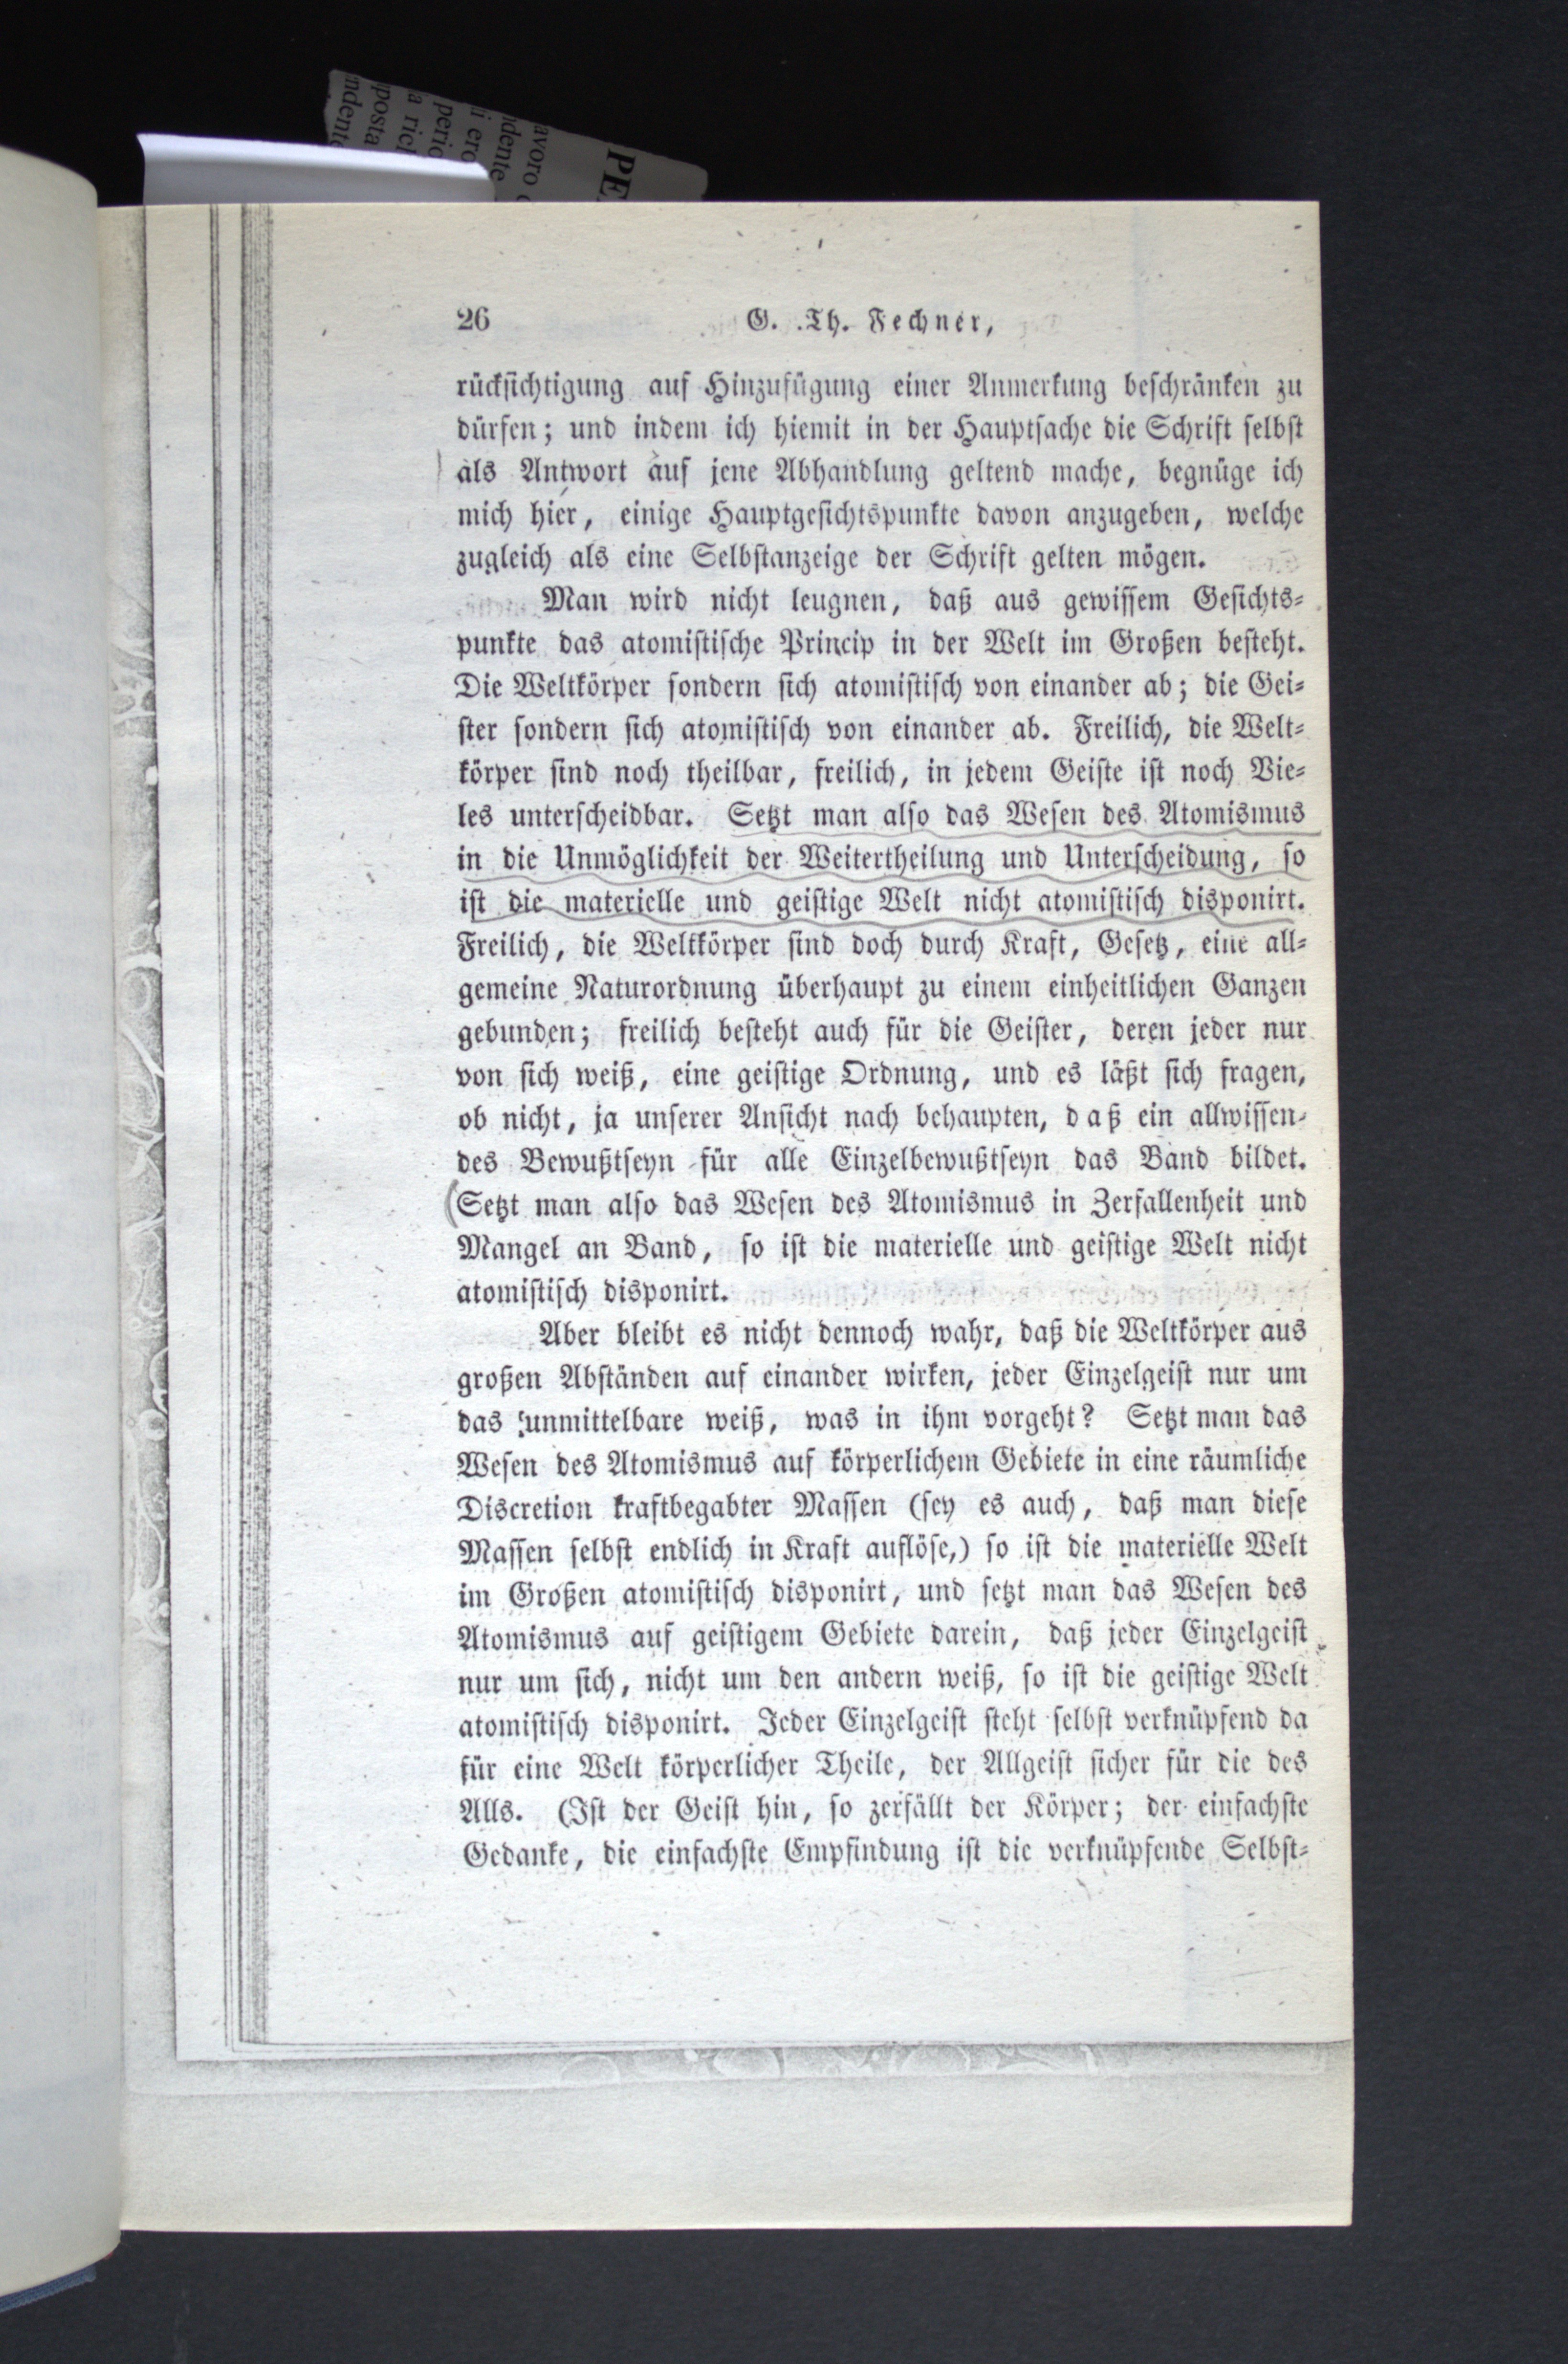 PE
avoro
idente
i ero
peric
a ric
posta
ndent
26 G. Th. Fechner,
rücksichtigung auf Hinzufügung einer Anmerkung beschränken zu
dürfen; und indem ich hiemit in der Hauptsache die Schrift selbst
als Antwort auf jene Abhandlung geltend mache, begnüge ich
mich hier, einige Hauptgesichtspunkte davon anzugeben, welche
zugleich als eine Selbstanzeige der Schrift gelten mögen.
Man wird nicht leugnen, daß aus gewissem Gesichts-
punkte das atomistische Princip in der Welt im Großen besteht.
Die Weltkörper sondern sich atomistisch von einander ab; die Gei-
ster sondern sich atomistisch von einander ab. Freilich, die Welt-
körper sind noch theilbar, freilich, in jedem Geiste ist noch Vie-
les unterscheidbar. Setzt man also das Wesen des Atomismus
in die Unmöglichkeit der Weitertheilung und Unterscheidung, so
ist die materielle und geistige Welt nicht atomistisch disponirt.
Freilich, die Weltkörper sind doch durch Kraft, Gesetz, eine all-
gemeine Naturordnung überhaupt zu einem einheitlichen Ganzen
gebunden; freilich besteht auch für die Geister, deren jeder nur
von sich weiß, eine geistige Ordnung, und es läßt sich fragen,
ob nicht, ja unserer Ansicht nach behaupten, daß ein allwissen-
des Bewußtseyn für alle Einzelbewußtseyn das Band bildet.
(Setzt man also das Wesen des Atomismus in Zerfallenheit und
Mangel an Band, so ist die materielle und geistige Welt nicht
atomistisch disponirt.
Aber bleibt es nicht dennoch wahr, daß die Weltkörper aus
großen Abständen auf einander wirken, jeder Einzelgeist nur um
das unmittelbare weiß, was in ihm vorgeht? Setzt man das
Wesen des Atomismus auf körperlichem Gebiete in eine räumliche
Discretion kraftbegabter Massen (sey es auch, daß man diese
Massen selbst endlich in Kraft auflöse,) so ist die materielle Welt
im Großen atomistisch disponirt, und setzt man das Wesen des
Atomismus auf geistigem Gebiete darein, daß jeder Einzelgeist
nur um sich, nicht um den andern weiß, so ist die geistige Welt
atomistisch disponirt. Jeder Einzelgeist steht selbst verknüpfend da
für eine Welt körperlicher Theile, der Allgeist sicher für die des
Alls. (Ist der Geist hin, so zerfällt der Körper; der einfachste
Gedanke, die einfachste Empfindung ist die verknüpfende Selbst-